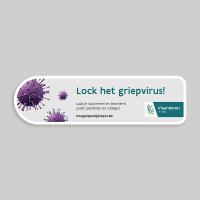 Lock het griepvirus!
Laat je vaccineren en bescherm
jezelf, patiënten en collega's
laatjevaccineren.be
Vlaanderen